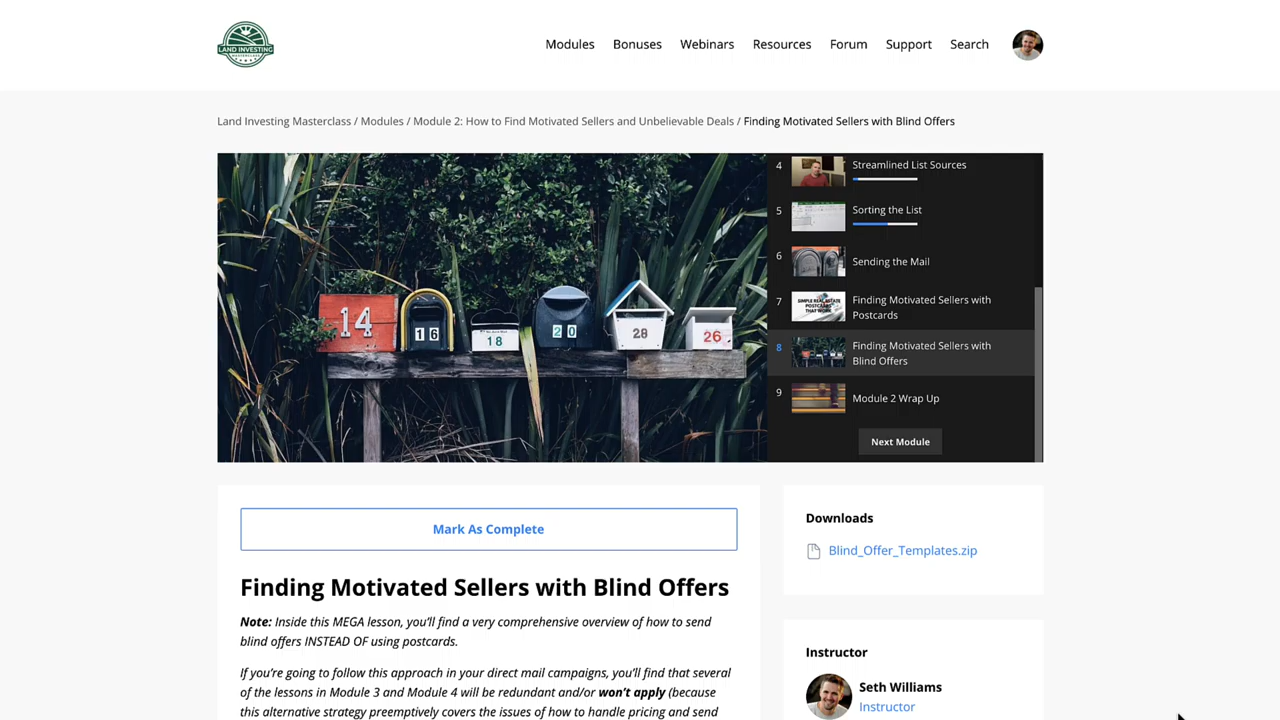 LAND INVESTING
MASTERCLASS
Modules
Bonuses
Webinars
Resources
Forum
Support
Search
Land Investing Masterclass / Modules / Module 2: How to Find Motivated Sellers and Unbelievable Deals / Finding Motivated Sellers with Blind Offers
14
16
18
20
28
26
4
Streamlined List Sources
5
Sorting the List
6
Sending the Mail
7
SIMPLE REAL ESTATE
POSTCARDS
THAT WORK
Finding Motivated Sellers with
Postcards
8
Finding Motivated Sellers with
Blind Offers
9
Module 2 Wrap Up
Next Module
Mark As Complete
Finding Motivated Sellers with Blind Offers
Note: Inside this MEGA lesson, you'll find a very comprehensive overview of how to send
blind offers INSTEAD OF using postcards.
If you're going to follow this approach in your direct mail campaigns, you'll find that several
of the lessons in Module 3 and Module 4 will be redundant and/or won't apply (because
this alternative strategy preemptively covers the issues of how to handle pricing and send
Downloads
Blind_Offer_Templates.zip
Instructor
Seth Williams
Instructor